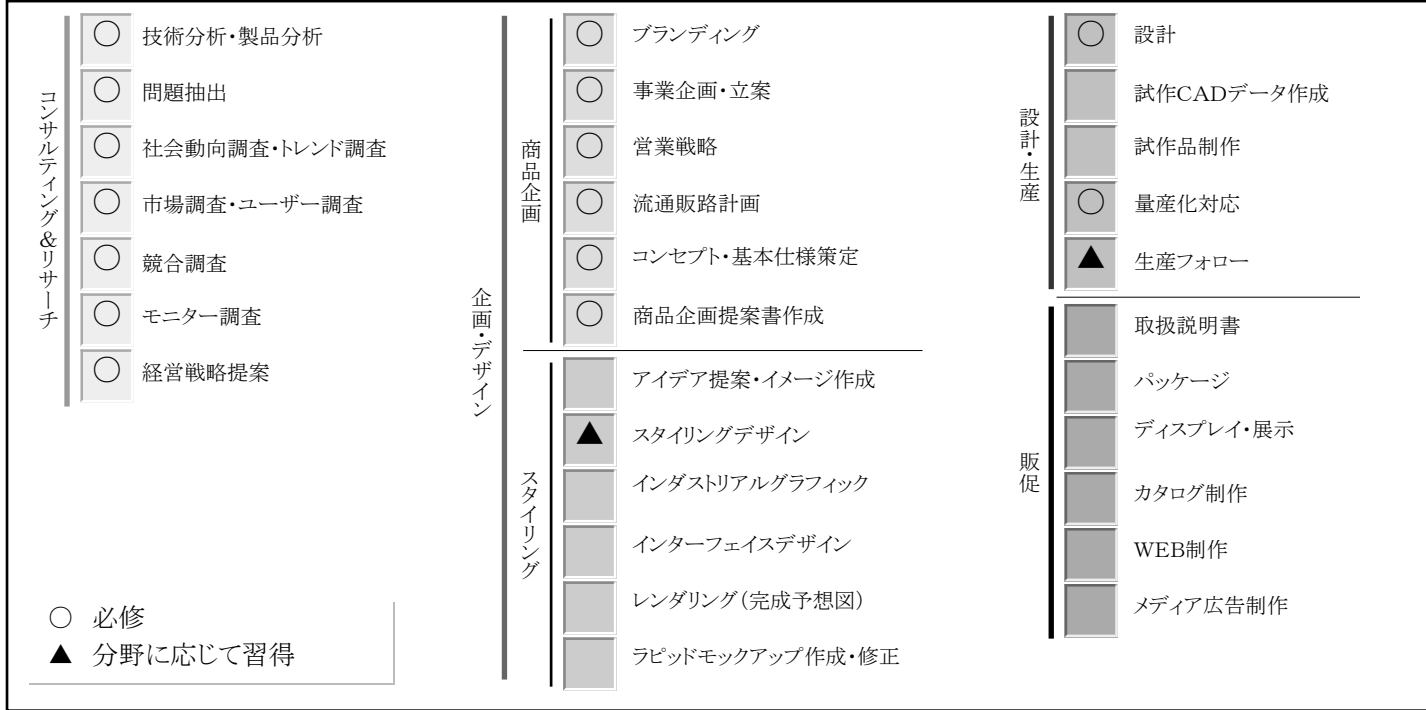 コンサルティング&リサーチ
○ 技術分析・製品分析
○ 問題抽出
○ 社会動向調査・トレンド調査
○ 市場調査・ユーザー調査
○ 競合調査
○ モニター調査
○ 経営戦略提案
企画・デザイン
商品企画
○ ブランディング
○ 事業企画・立案
○ 営業戦略
○ 流通販路計画
○ コンセプト・基本仕様策定
○ 商品企画提案書作成
スタイリング
アイデア提案・イメージ作成
▲ スタイリングデザイン
インダストリアルグラフィック
インターフェイスデザイン
レンダリング(完成予想図)
ラピッドモックアップ作成・修正
設計・生産
○ 設計
試作CADデータ作成
試作品制作
○ 量産化対応
▲ 生産フォロー
販促
取扱説明書
パッケージ
ディスプレイ・展示
カタログ制作
WEB制作
メディア広告制作
○ 必修
▲ 分野に応じて習得